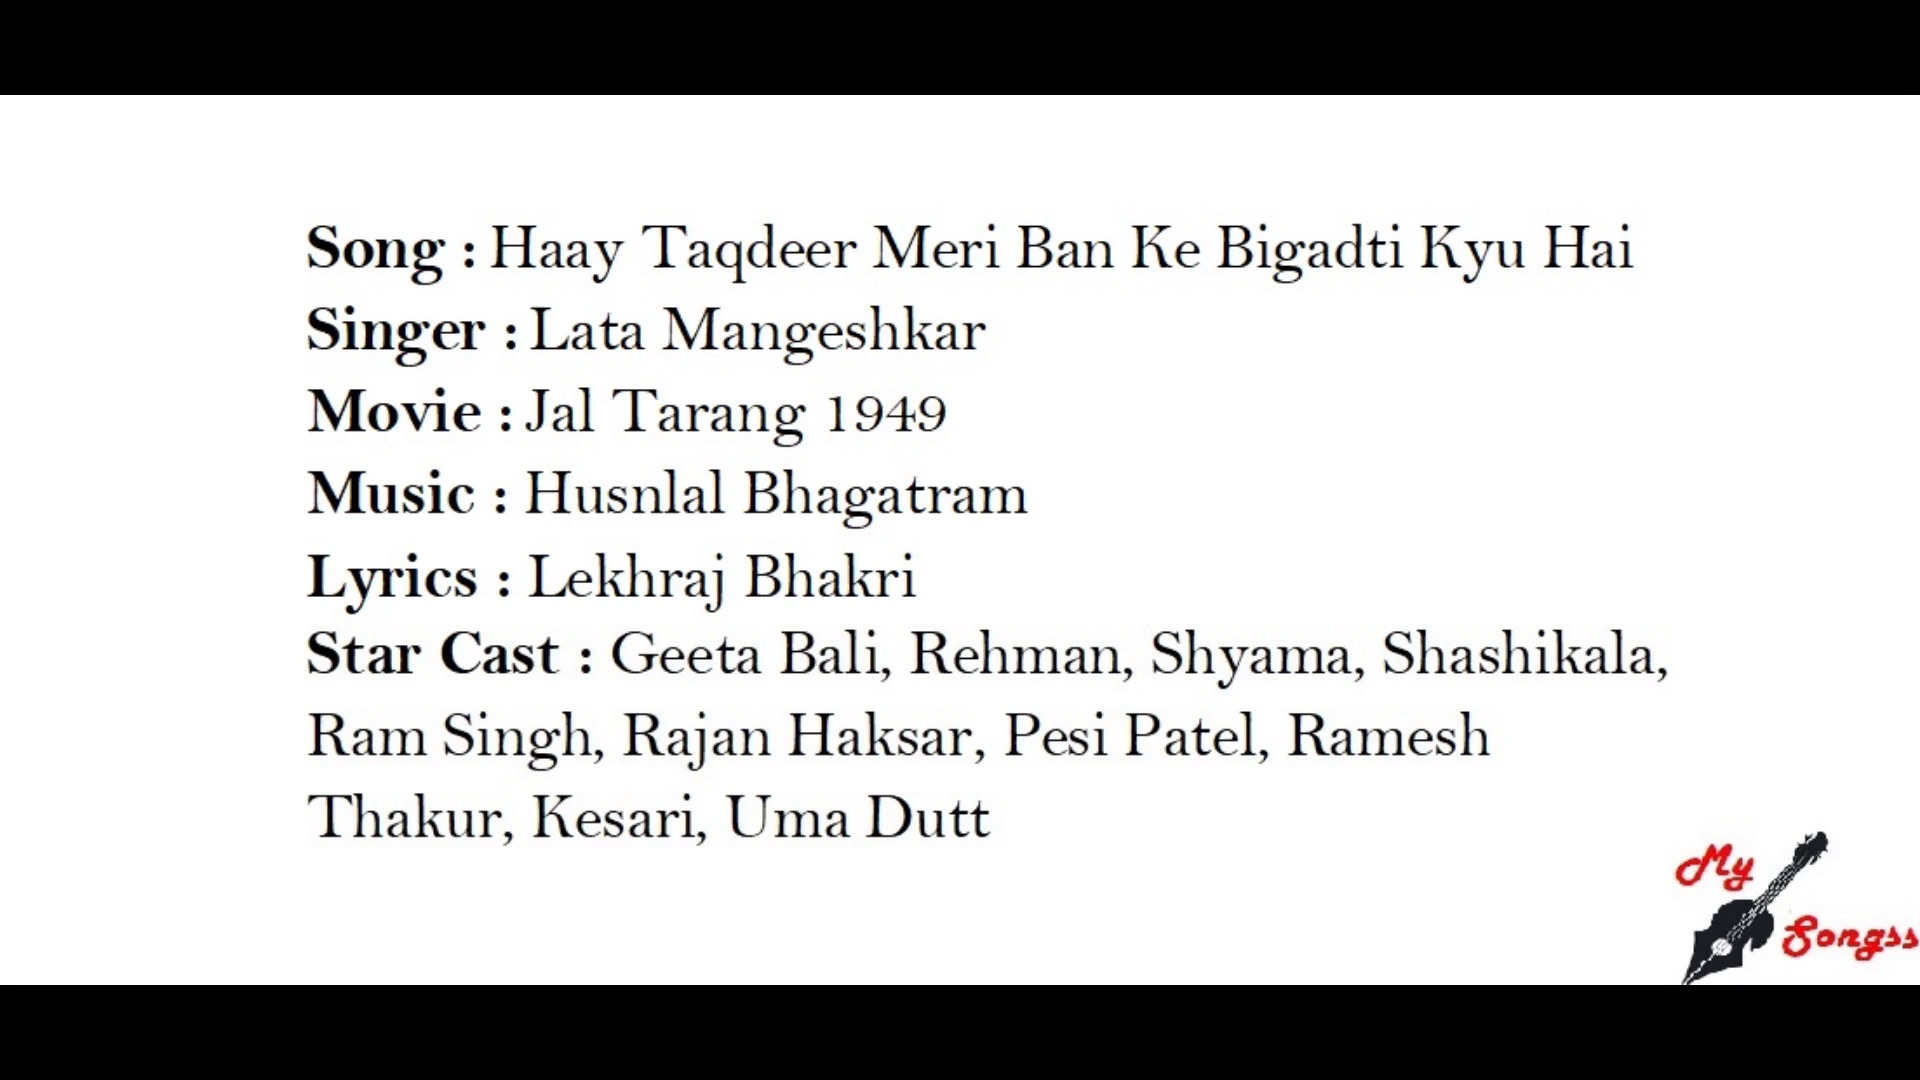 Song : Haay Taqdeer Meri Ban Ke Bigadti Kyu Hai
Singer : Lata Mangeshkar
Movie : Jal Tarang 1949
Music : Husnlal Bhagatram
Lyrics : Lekhraj Bhakri
Star Cast : Geeta Bali, Rehman, Shyama, Shashikala,
Ram Singh, Rajan Haksar, Pesi Patel, Ramesh
Thakur, Kesari, Uma Dutt
My
Songss